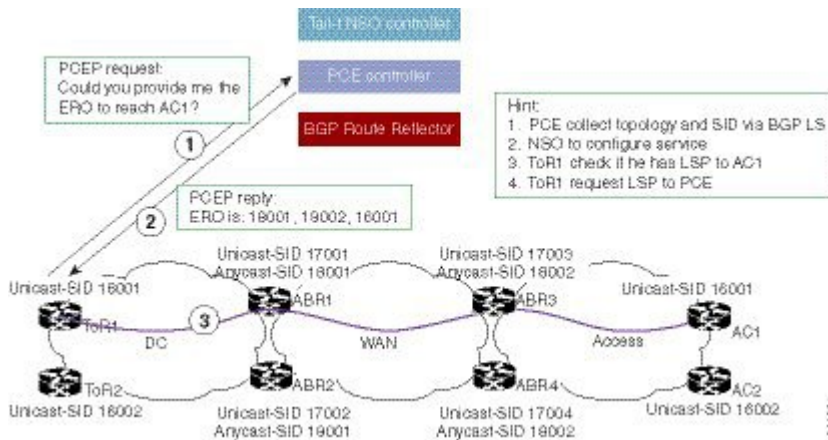 Tail-f NSO controller
PCEP request:
Could you provide me the
ERO to reach AC1?
PCE controller
BGP Route Reflector
1
Hint:
1. PCE collect topology and SID via BGP LS
2. NSO to configure service
3. ToR1 check if he has LSP to AC1
4. ToR1 request LSP to PCE
2
PCEP reply:
ERO is: 18001, 19002, 16001
Unicast-SID 17001
Anycast-SID 18001
Unicast-SID 17003
Anycast-SID 18002
Unicast-SID 16001
Unicast-SID 16001
ToR1
3
ABR1
ABR3
AC1
DC
WAN
Access
ToR2
ABR2
ABR4
AC2
Unicast-SID 16002
Unicast-SID 17002
Anycast-SID 19001
Unicast-SID 17004
Anycast-SID 19002
Unicast-SID 16002